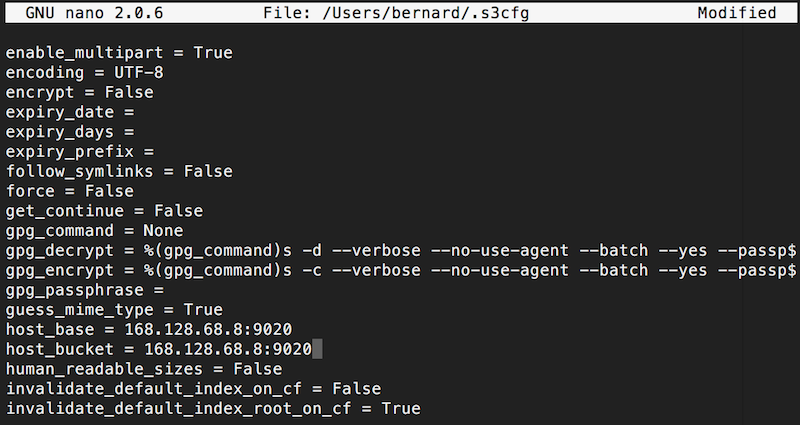 GNU nano 2.0.6 File: /Users/bernard/.s3cfg Modified
enable_multipart = True
encoding = UTF-8
encrypt = False
expiry_date =
expiry_days =
expiry_prefix =
follow_symlinks = False
force = False
get_continue = False
gpg_command = None
gpg_decrypt = %(gpg_command)s -d --verbose --no-use-agent --batch --yes --passp$
gpg_encrypt = %(gpg_command)s -c --verbose --no-use-agent --batch --yes --passp$
gpg_passphrase =
guess_mime_type = True
host_base = 168.128.68.8:9020
host_bucket = 168.128.68.8:9020
human_readable_sizes = False
invalidate_default_index_on_cf = False
invalidate_default_index_root_on_cf = True